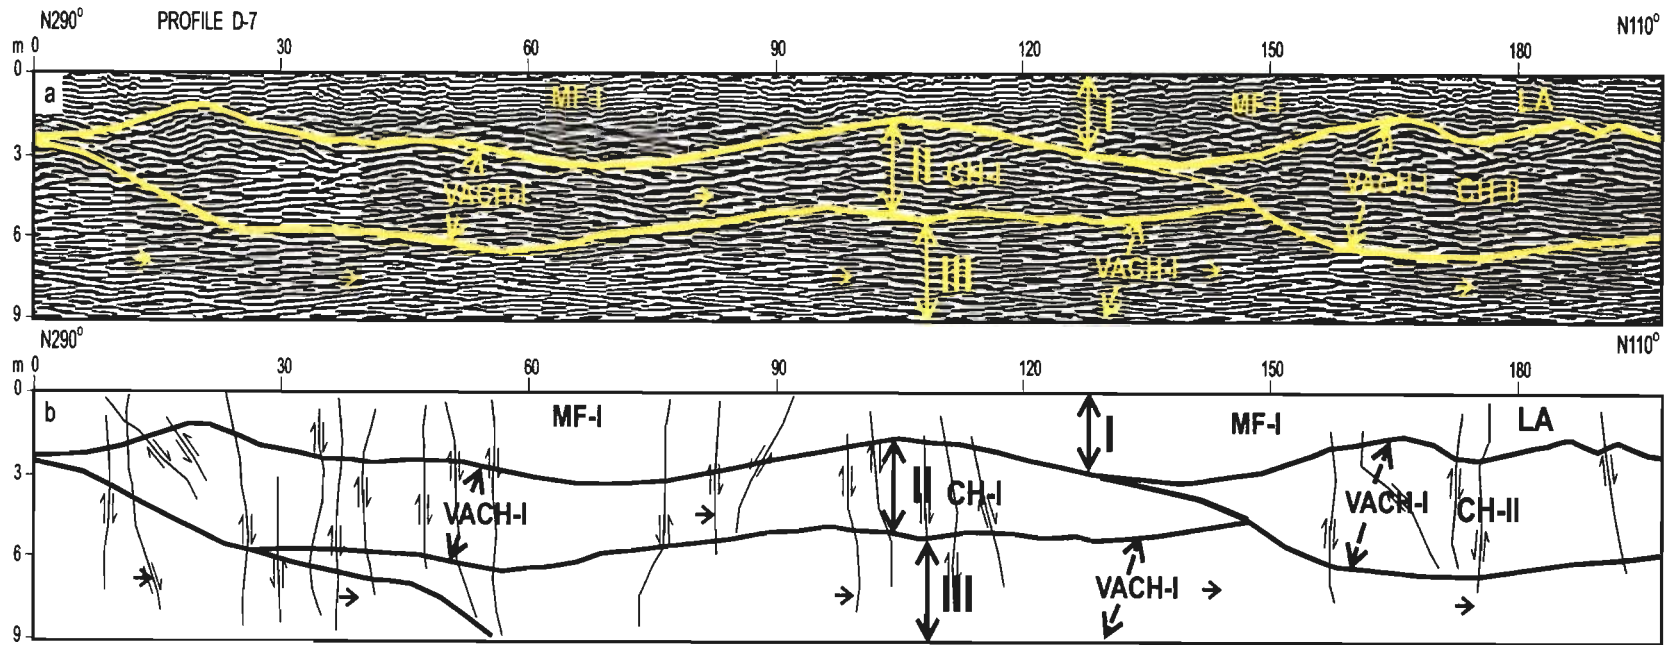 N290° PROFILE D-7 N110°
m 0 30 60 90 120 150 180
0
a MF-I I MF-I LA
3
II CH-I
VACH-I VACH-I CH-II
6
III VACH-I
9
N290° N110°
m 0 30 60 90 120 150 180
0
b MF-I I MF-I LA
3
II CH-I
VACH-I VACH-I CH-II
6
III VACH-I
9